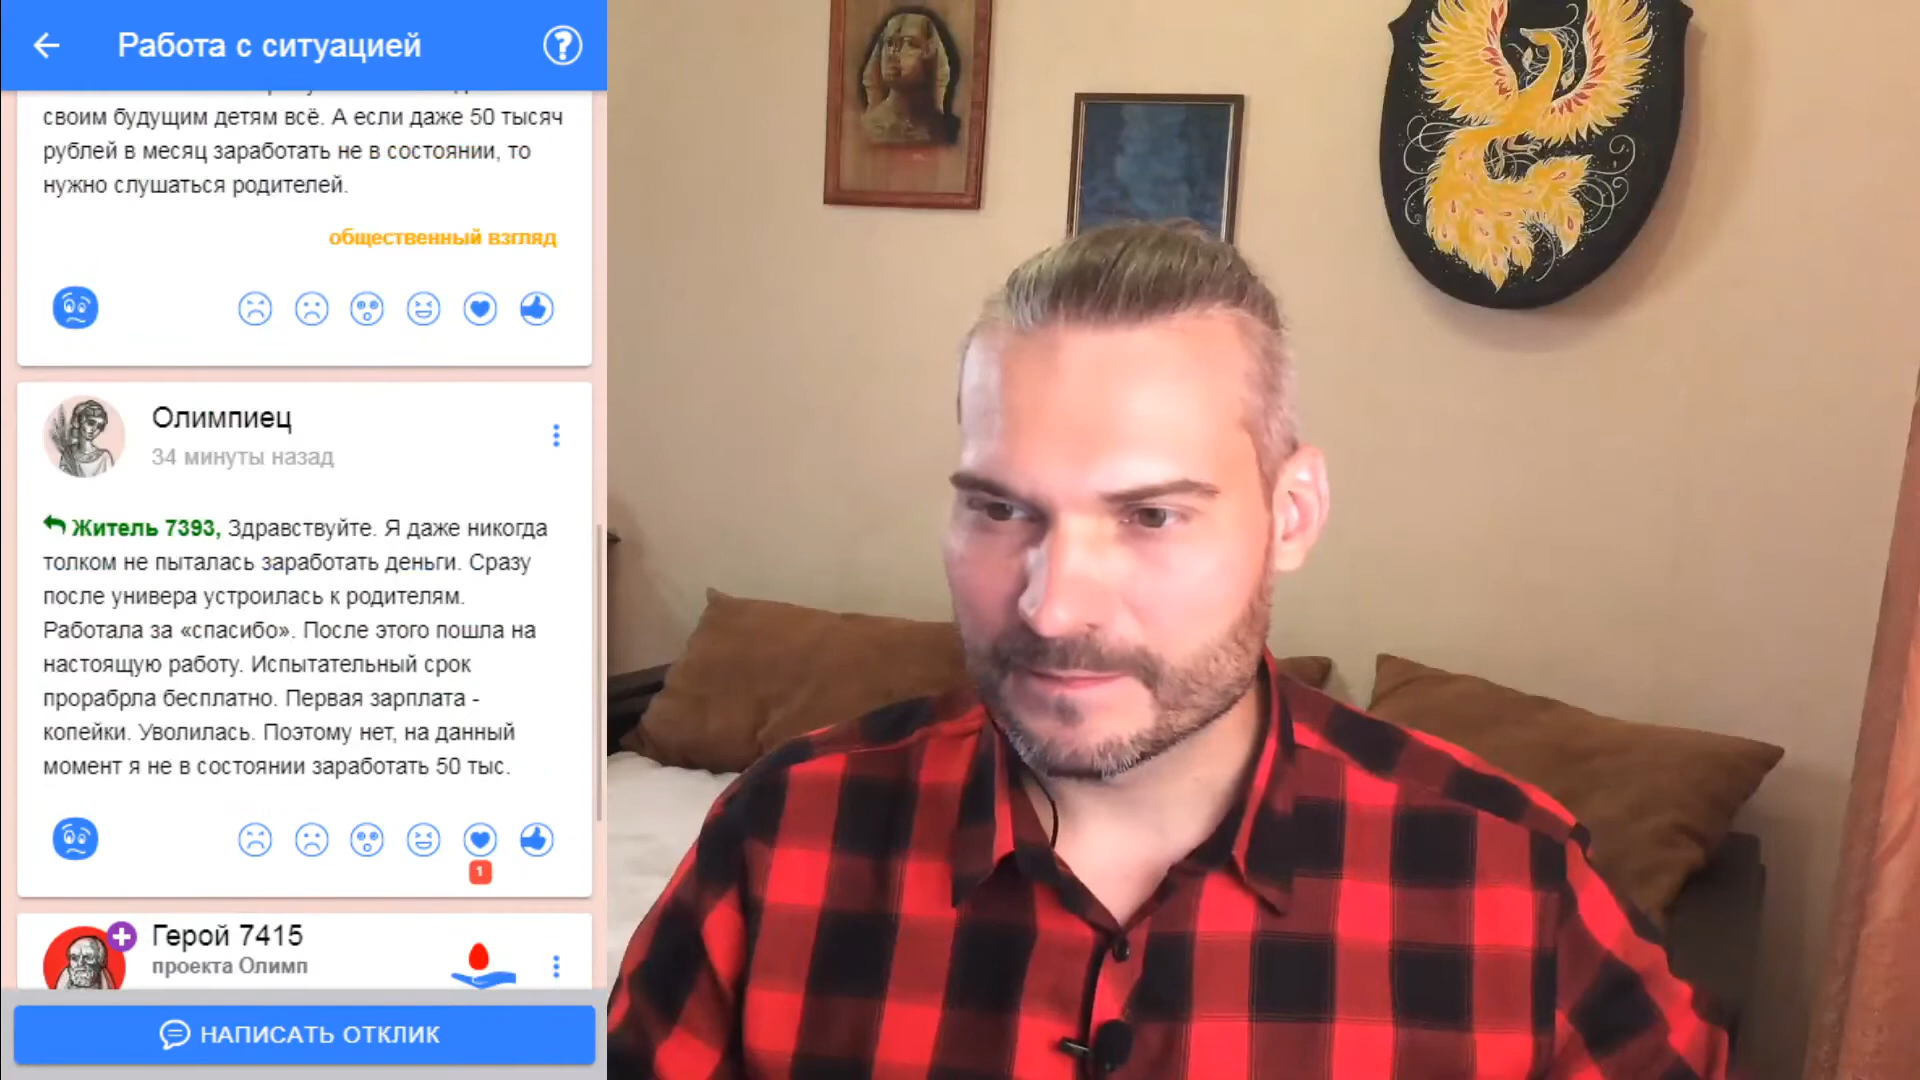 Работа с ситуацией
своим будущим детям всё. А если даже 50 тысяч
рублей в месяц заработать не в состоянии, то
нужно слушаться родителей.
общественный взгляд
Олимпиец
34 минуты назад
Житель 7393, Здравствуйте. Я даже никогда
толком не пыталась заработать деньги. Сразу
после универа устроилась к родителям.
Работала за «спасибо». После этого пошла на
настоящую работу. Испытательный срок
прорабрла бесплатно. Первая зарплата -
копейки. Уволилась. Поэтому нет, на данный
момент я не в состоянии заработать 50 тыс.
1
Герой 7415
проекта Олимп
НАПИСАТЬ ОТКЛИК